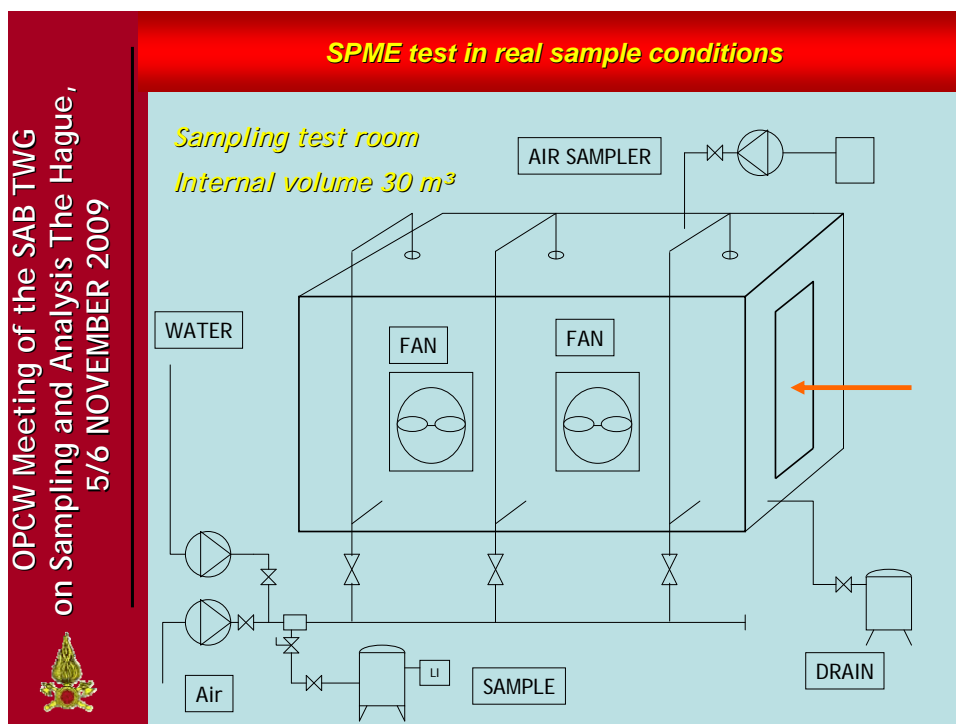 OPCW Meeting of the SAB TWG
on Sampling and Analysis The Hague,
5/6 NOVEMBER 2009
SPME test in real sample conditions
Sampling test room
Internal volume 30 m³
AIR SAMPLER
WATER
FAN
FAN
Air
LI
SAMPLE
DRAIN